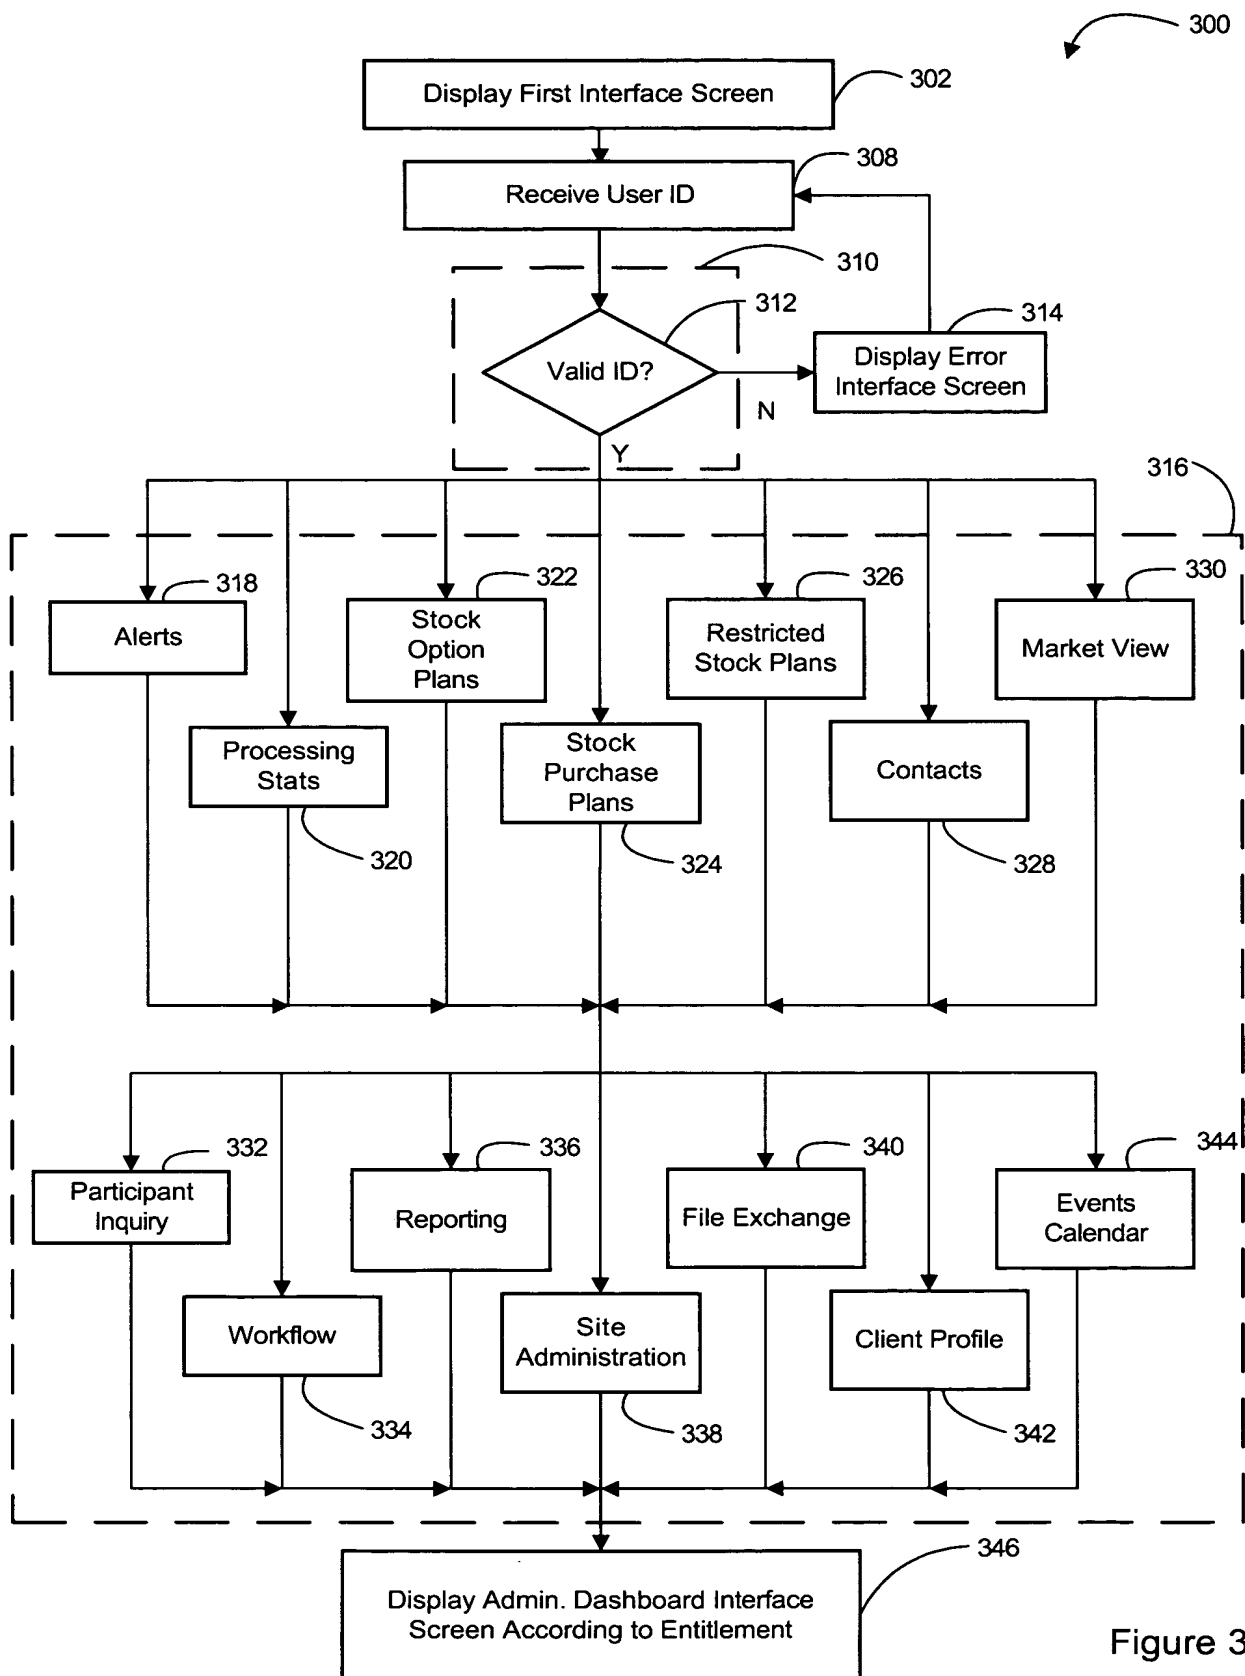 300
Display First Interface Screen
302
308
Receive User ID
310
312
314
Valid ID?
Display Error
Interface Screen
N
Y
316
318
322
326
330
Alerts
Stock
Option
Plans
Restricted
Stock Plans
Market View
Processing
Stats
Stock
Purchase
Plans
Contacts
320
324
328
332
336
340
344
Participant
Inquiry
Reporting
File Exchange
Events
Calendar
Workflow
Site
Administration
Client Profile
334
338
342
346
Display Admin. Dashboard Interface
Screen According to Entitlement
Figure 3